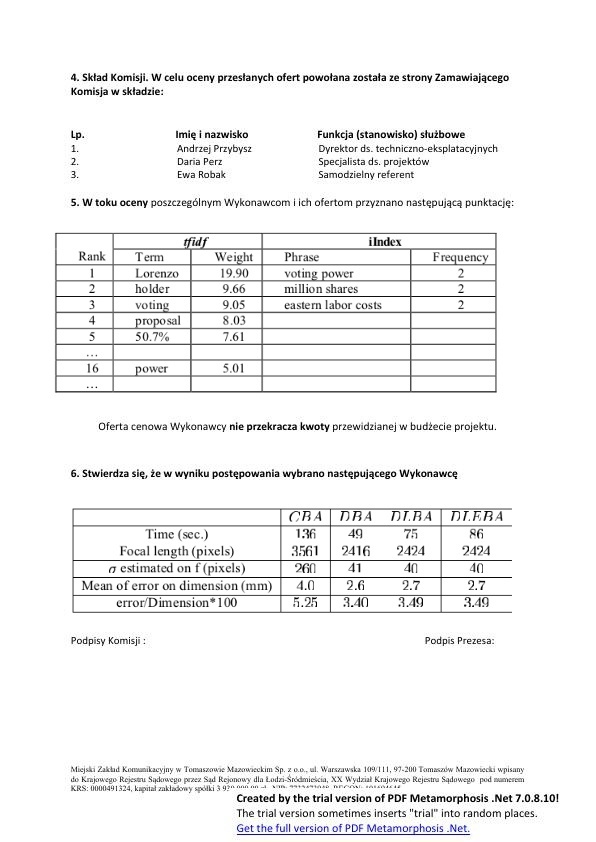 4. Skład Komisji. W celu oceny przesłanych ofert powołana została ze strony Zamawiającego
Komisja w składzie:
Lp. Imię i nazwisko Funkcja (stanowisko) służbowe
1. Andrzej Przybysz Dyrektor ds. techniczno-eksplatacyjnych
2. Daria Perz Specjalista ds. projektów
3. Ewa Robak Samodzielny referent
5. W toku oceny poszczególnym Wykonawcom i ich ofertom przyznano następującą punktację:
tfidf iIndex
Rank Term Weight Phrase Frequency
1 Lorenzo 19.90 voting power 2
2 holder 9.66 million shares 2
3 voting 9.05 eastern labor costs 2
4 proposal 8.03
5 50.7% 7.61
…
16 power 5.01
…
Oferta cenowa Wykonawcy nie przekracza kwoty przewidzianej w budżecie projektu.
6. Stwierdza się, że w wyniku postępowania wybrano następującego Wykonawcę
CBA DBA DLBA DLEBA
Time (sec.) 136 49 75 86
Focal length (pixels) 3561 2416 2424 2424
σ estimated on f (pixels) 260 41 40 40
Mean of error on dimension (mm) 4.0 2.6 2.7 2.7
error/Dimension*100 5.25 3.40 3.49 3.49
Podpisy Komisji : Podpis Prezesa:
Miejski Zakład Komunikacyjny w Tomaszowie Mazowieckim Sp. z o.o., ul. Warszawska 109/111, 97-200 Tomaszów Mazowiecki wpisany
do Krajowego Rejestru Sądowego przez Sąd Rejonowy dla Łodzi-Śródmieścia, XX Wydział Krajowego Rejestru Sądowego pod numerem
KRS: 0000491324, kapitał zakładowy spółki
Created by the trial version of PDF Metamorphosis .Net 7.0.8.10!
The trial version sometimes inserts "trial" into random places.
Get the full version of PDF Metamorphosis .Net.